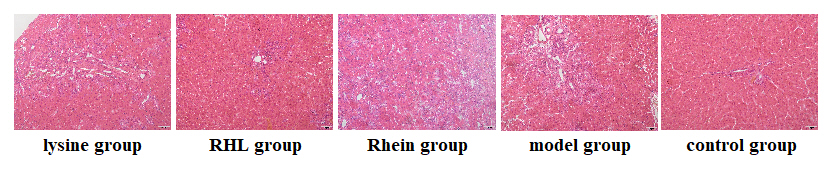 lysine group
RHL group
Rhein group
model group
control group